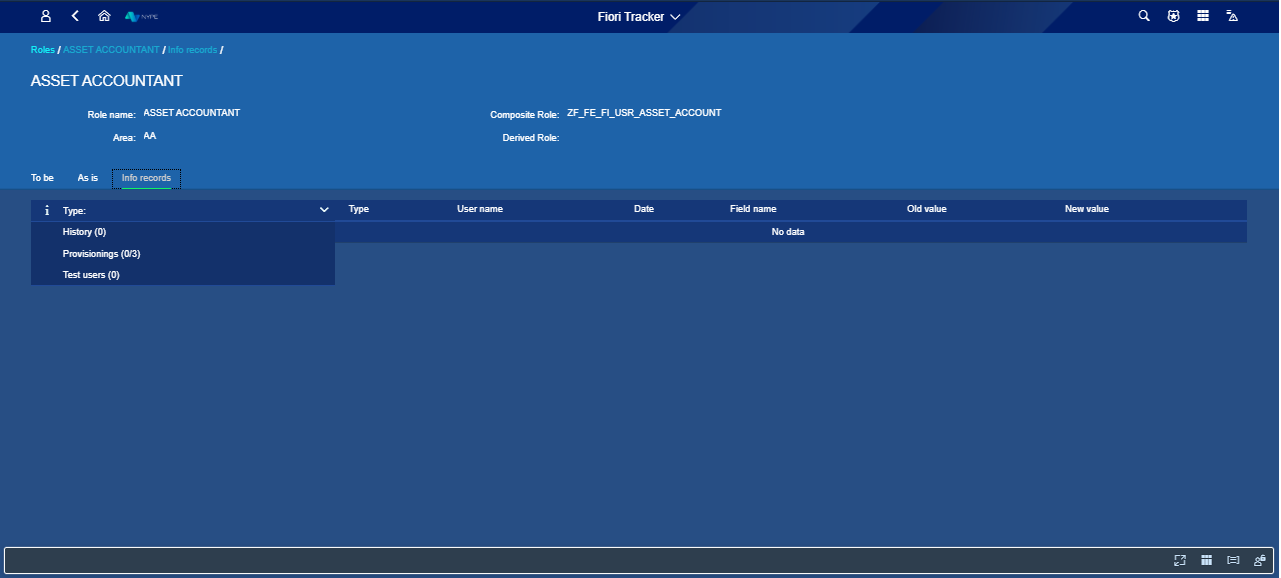 NYPE
Fiori Tracker
Roles / ASSET ACCOUNTANT / Info records /
ASSET ACCOUNTANT
Role name: ASSET ACCOUNTANT
Composite Role: ZF_FE_FI_USR_ASSET_ACCOUNT
Area: AA
Derived Role:
To be As is Info records
Type: Type User name Date Field name Old value New value
History (0) No data
Provisionings (0/3)
Test users (0)